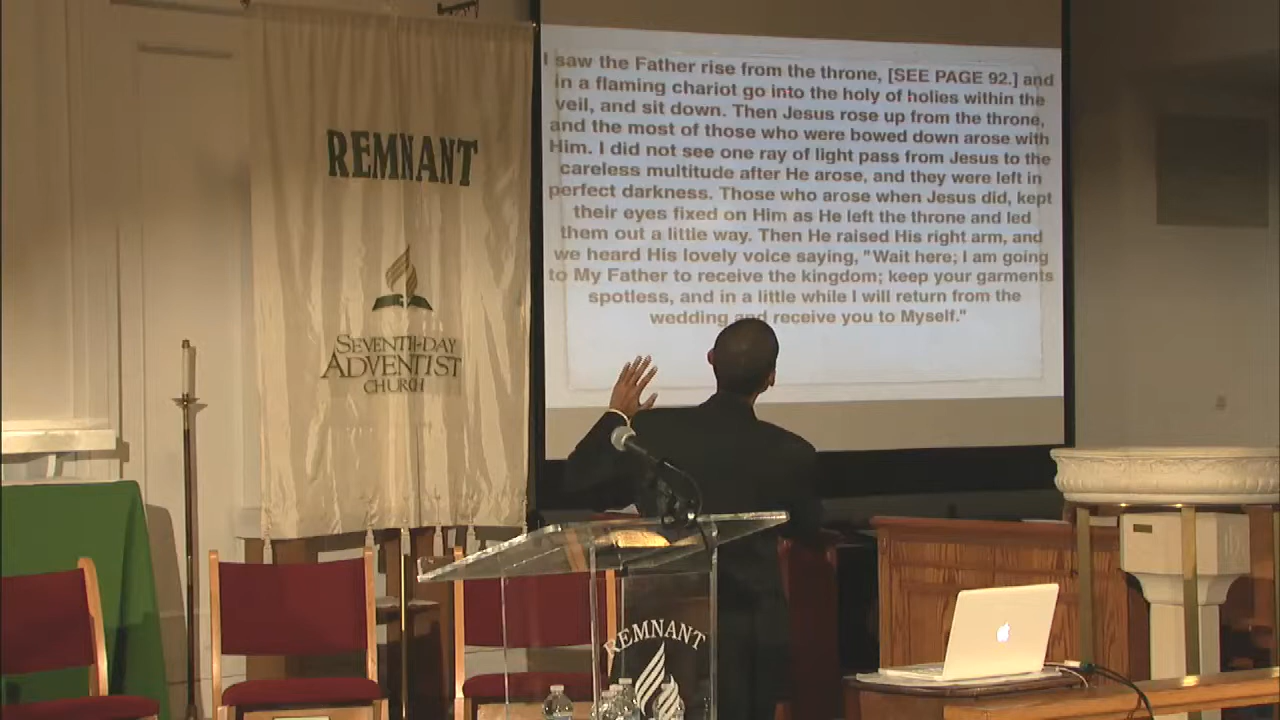 I saw the Father rise from the throne, [SEE PAGE 92.] and
in a flaming chariot go into the holy of holies within the
veil, and sit down. Then Jesus rose up from the throne,
and the most of those who were bowed down arose with
Him. I did not see one ray of light pass from Jesus to the
careless multitude after He arose, and they were left in
perfect darkness. Those who arose when Jesus did, kept
their eyes fixed on Him as He left the throne and led
them out a little way. Then He raised His right arm, and
we heard His lovely voice saying, "Wait here; I am going
to My Father to receive the kingdom; keep your garments
spotless, and in a little while I will return from the
wedding and receive you to Myself."
REMNANT
SEVENTH-DAY
ADVENTIST
CHURCH
REMNANT